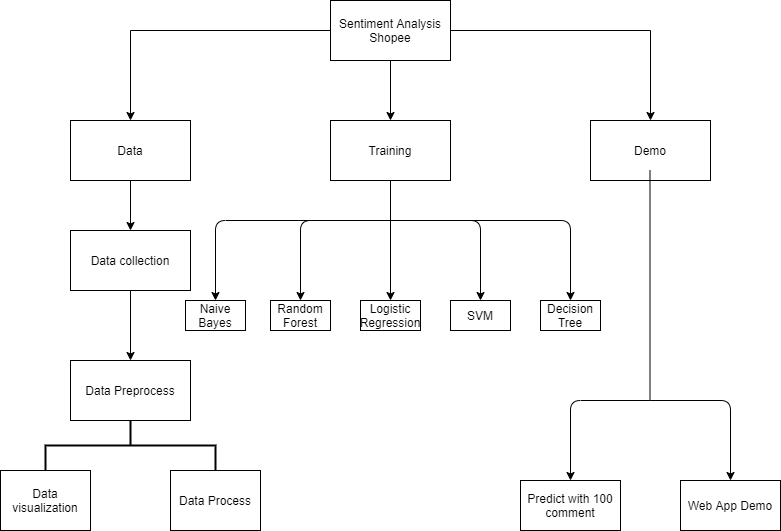 Sentiment Analysis
Shopee
Data
Training
Demo
Data collection
Naive
Bayes
Random
Forest
Logistic
Regression
SVM
Decision
Tree
Data Preprocess
Data
visualization
Data Process
Predict with 100
comment
Web App Demo